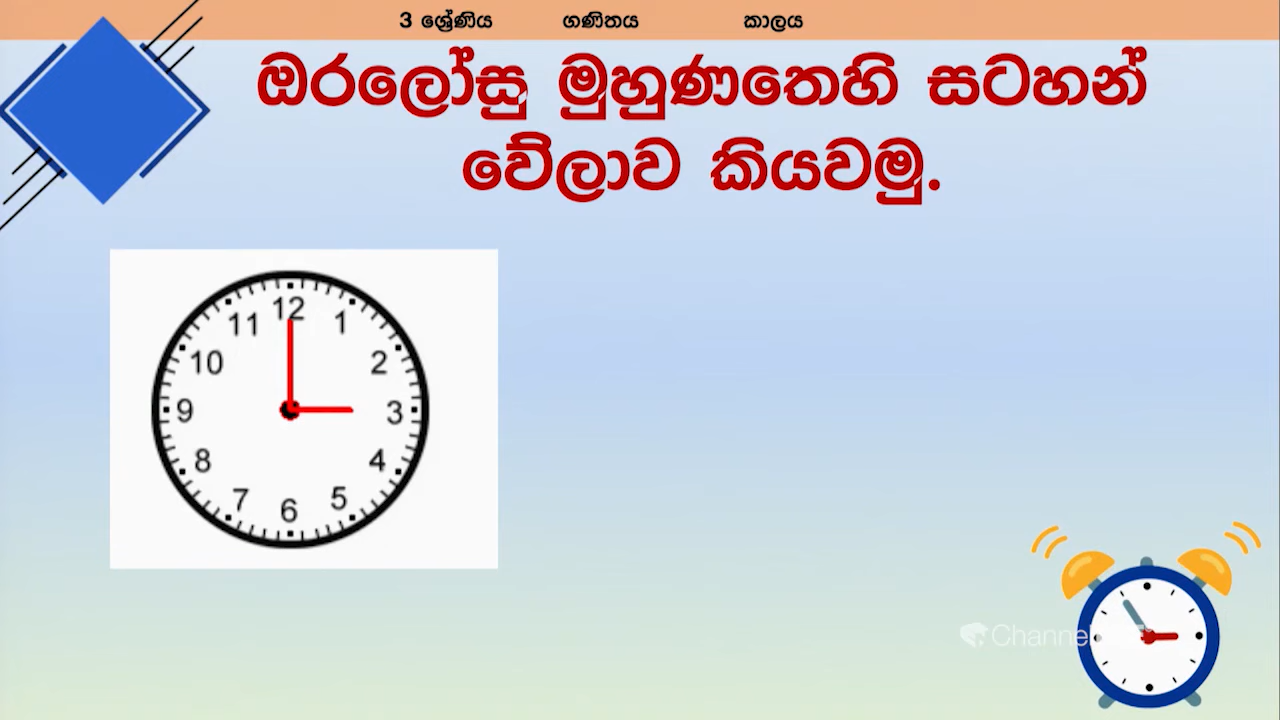 3 ශ්‍රේණිය ගණිතය කාලය
ඔරලෝසු මුහුණතෙහි සටහන්
වේලාව කියවමු.
12
11 1
10 2
9 3
8 4
7 5
6
Channel